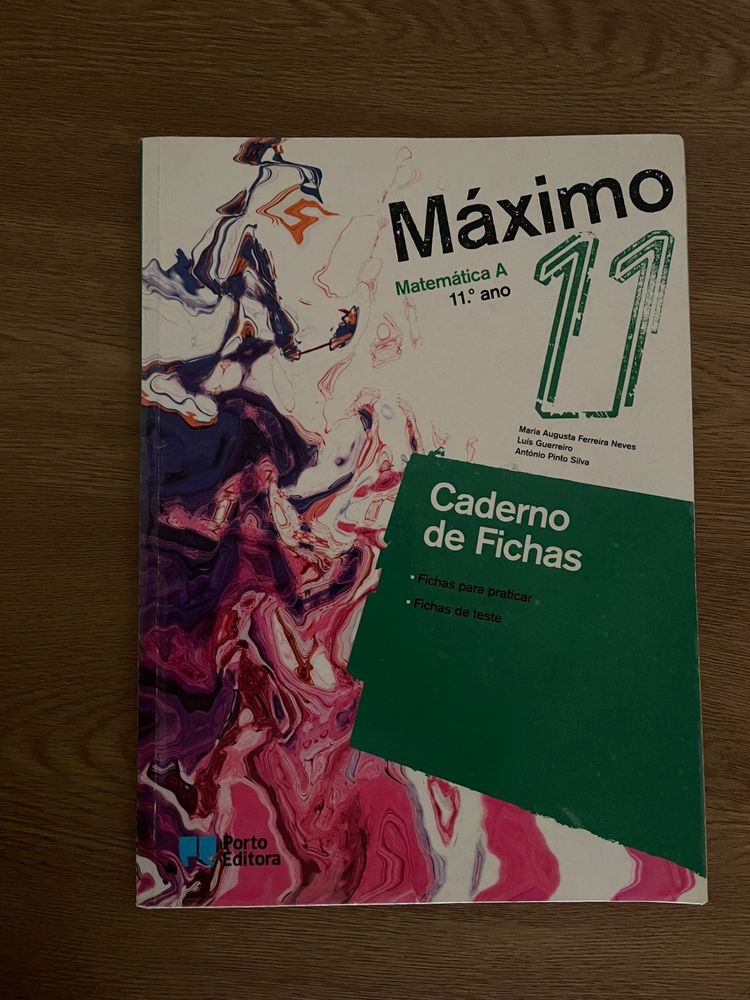 Máximo
11
Matemática A
11.º ano
Maria Augusta Ferreira Neves
Luís Guerreiro
António Pinto Silva
Caderno
de Fichas
• Fichas para praticar
• Fichas de teste
Porto
Editora